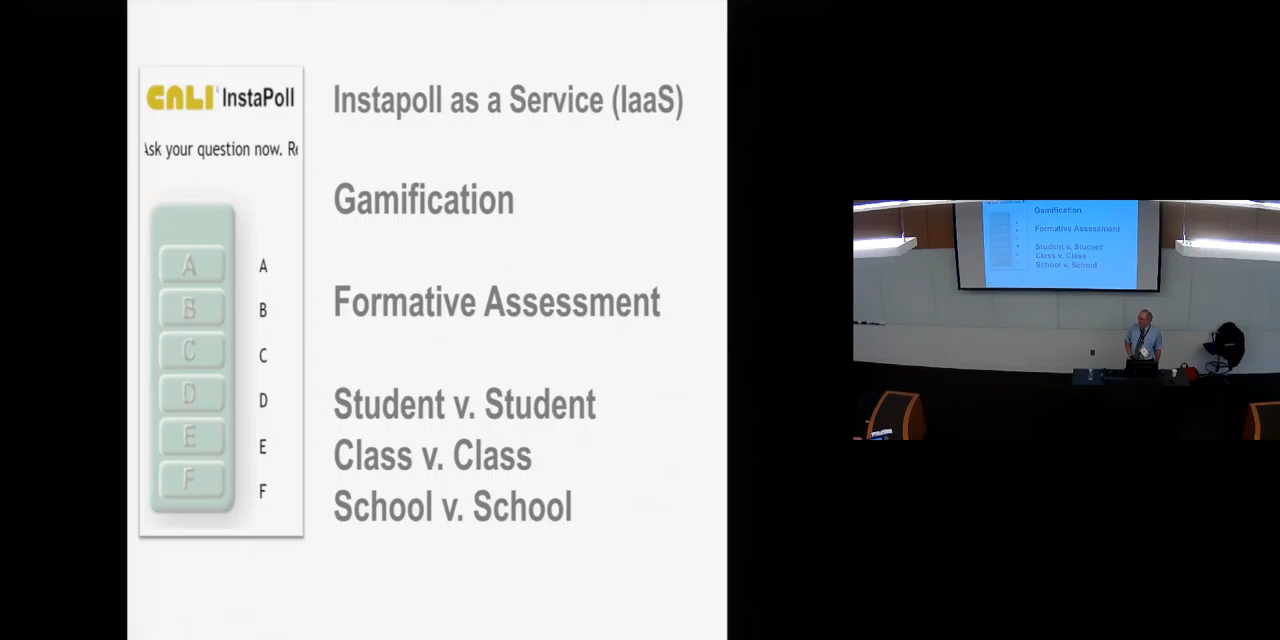 CALI InstaPoll
Ask your question now. Re
A
B
C
D
E
F
A
B
C
D
E
F
Instapoll as a Service (IaaS)
Gamification
Formative Assessment
Student v. Student
Class v. Class
School v. School
Gamification
Formative Assessment
Student v. Student
Class v. Class
School v. School